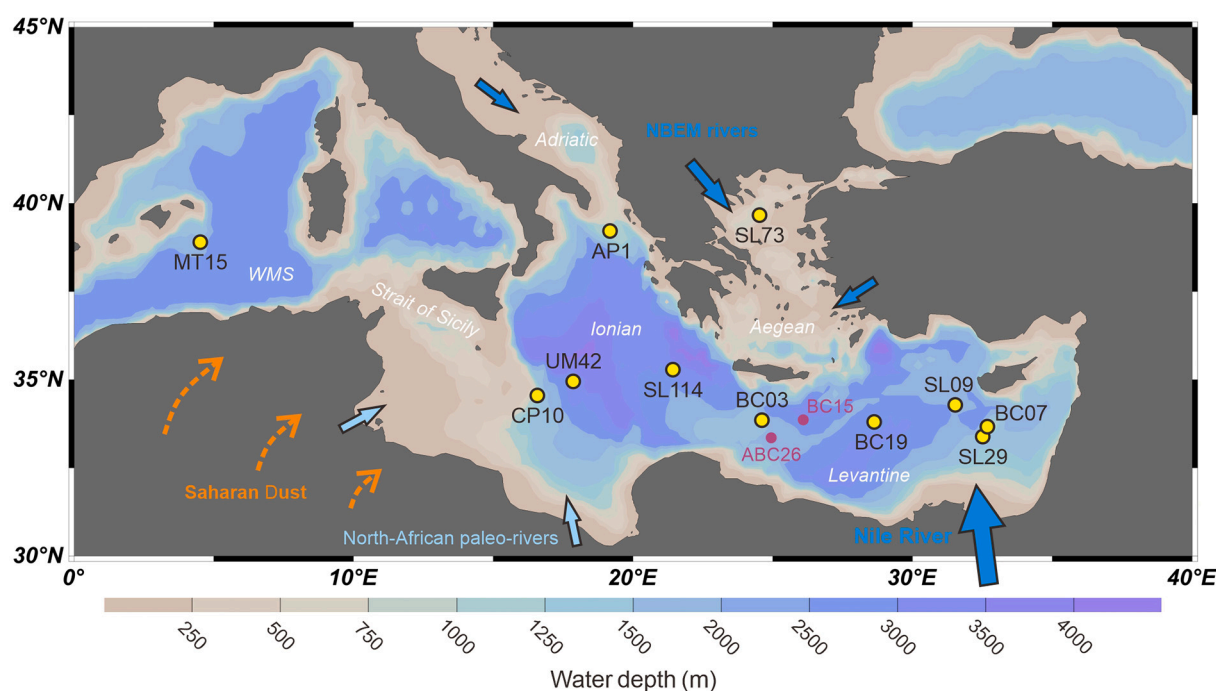 45°N
40°N
35°N
30°N
0°
10°E
20°E
30°E
40°E
Adriatic
NBEM rivers
SL73
AP1
MT15
WMS
Strait of Sicily
Ionian
Aegean
UM42
SL114
CP10
BC03
BC15
ABC26
BC19
SL09
BC07
SL29
Levantine
Saharan Dust
North-African paleo-rivers
Nile River
250
500
750
1000
1250
1500
2000
2500
3000
3500
4000
Water depth (m)